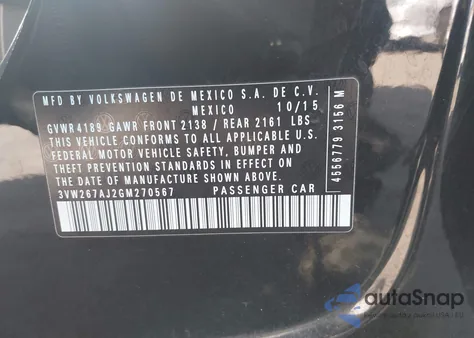 MFD BY VOLKSWAGEN DE MEXICO S.A. DE C.V.
MEXICO 10/15
GVWR 4189 GAWR FRONT 2138 / REAR 2161 LBS
THIS VEHICLE CONFORMS TO ALL APPLICABLE U.S.
FEDERAL MOTOR VEHICLE SAFETY, BUMPER AND
THEFT PREVENTION STANDARDS IN EFFECT ON
THE DATE OF MANUFACTURE SHOWN ABOVE
3VW267AJ2GM270567 PASSENGER CAR
4556779 3156 M
autoSnap